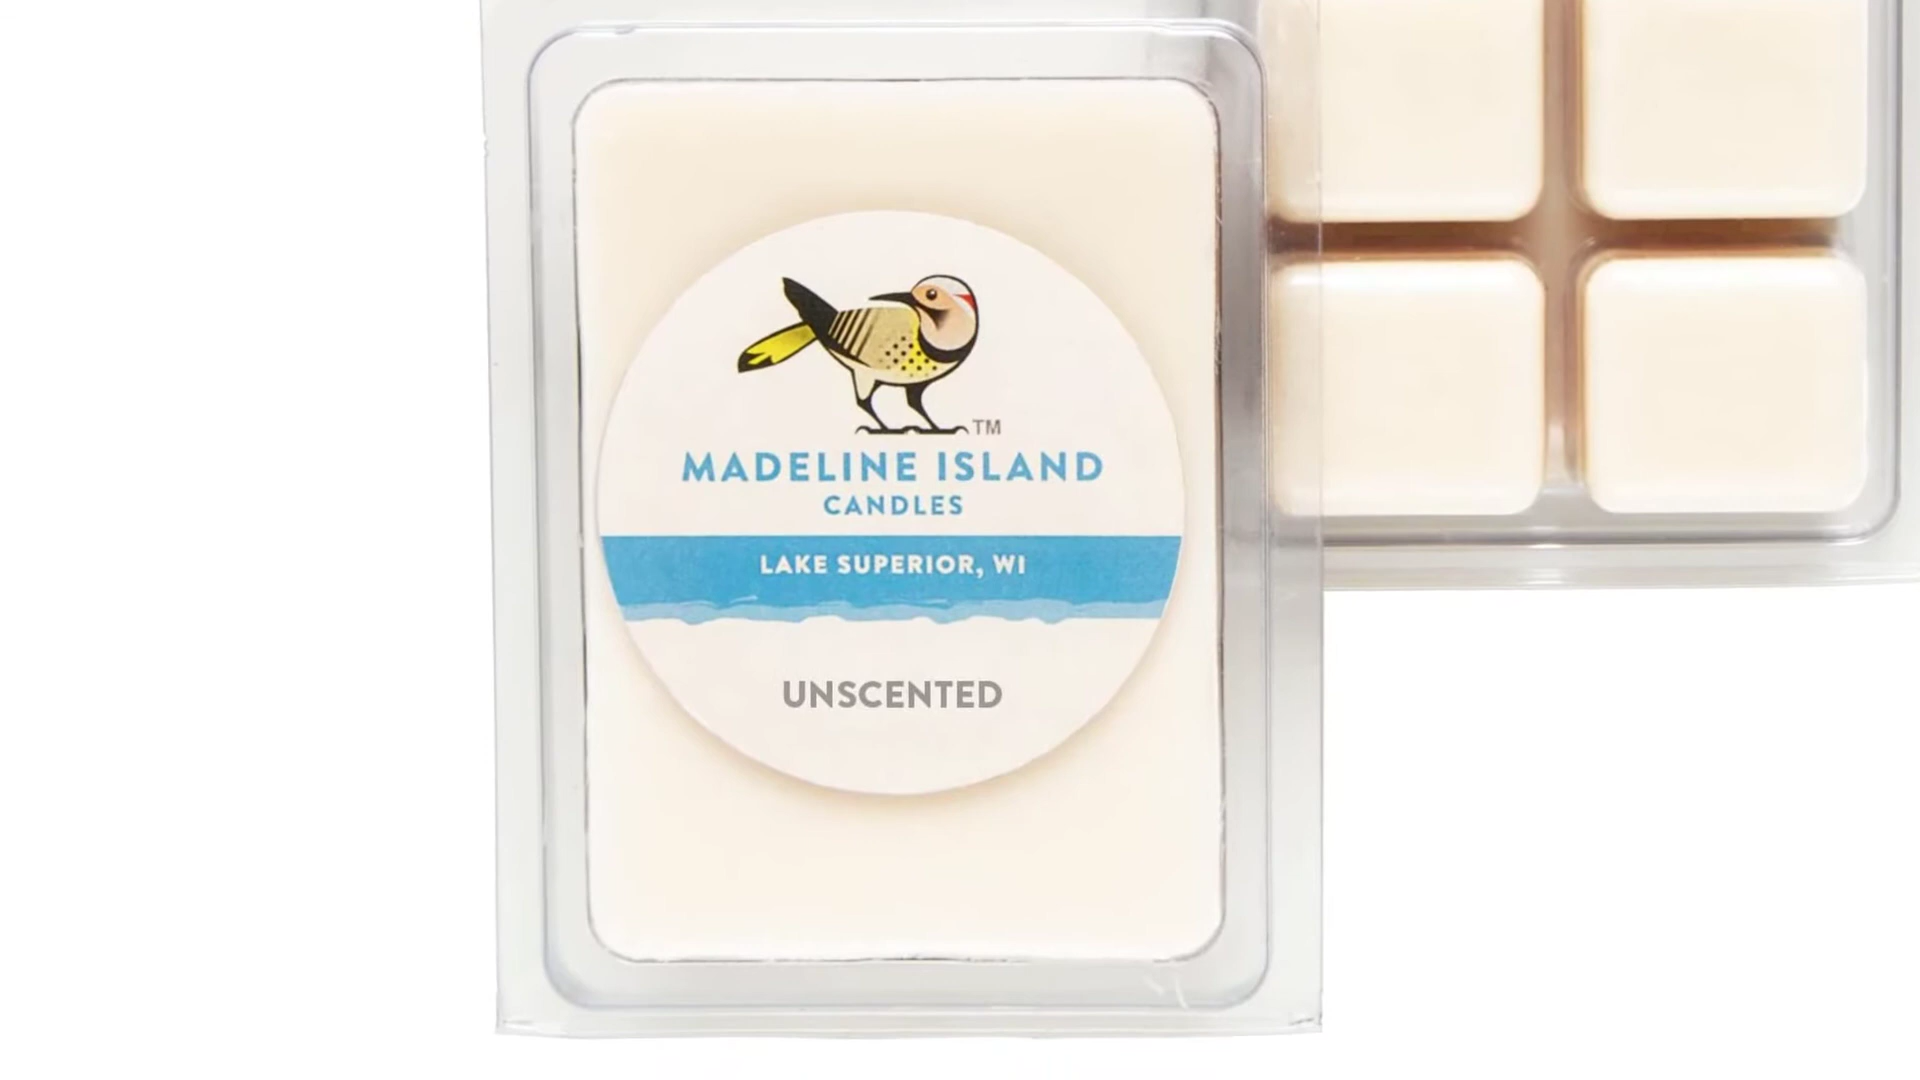 TM
MADELINE ISLAND
CANDLES
LAKE SUPERIOR, WI
UNSCENTED